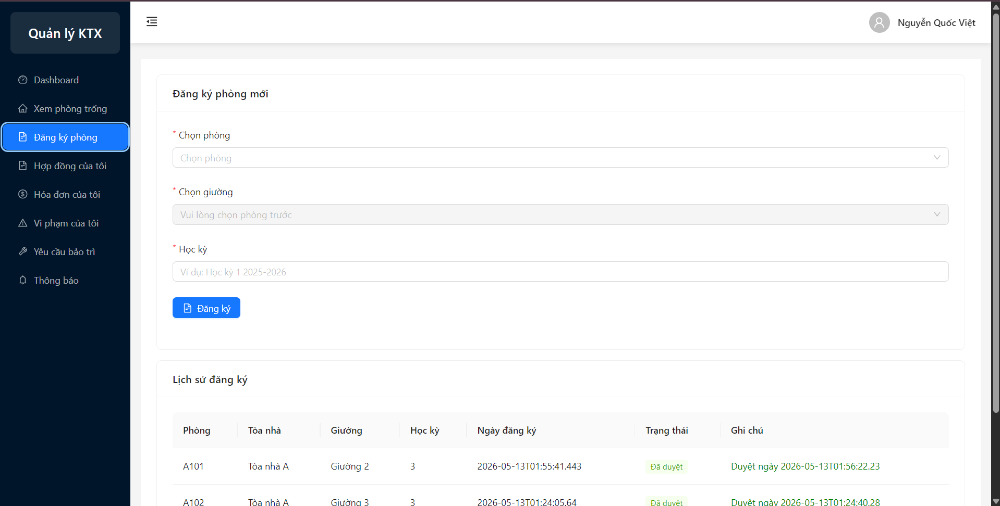 Quản lý KTX
Nguyễn Quốc Việt
Dashboard
Xem phòng trống
Đăng ký phòng
Hợp đồng của tôi
Hóa đơn của tôi
Vi phạm của tôi
Yêu cầu bảo trì
Thông báo
Đăng ký phòng mới
* Chọn phòng
Chọn phòng
* Chọn giường
Vui lòng chọn phòng trước
* Học kỳ
Ví dụ: Học kỳ 1 2025-2026
Đăng ký
Lịch sử đăng ký
Phòng Tòa nhà Giường Học kỳ Ngày đăng ký Trạng thái Ghi chú
A101 Tòa nhà A Giường 2 3 2026-05-13T01:55:41.443 Đã duyệt Duyệt ngày 2026-05-13T01:56:22.23
A102 Tòa nhà A Giường 3 3 2026-05-13T01:24:05.64 Đã duyệt Duyệt ngày 2026-05-13T01:24:40.28